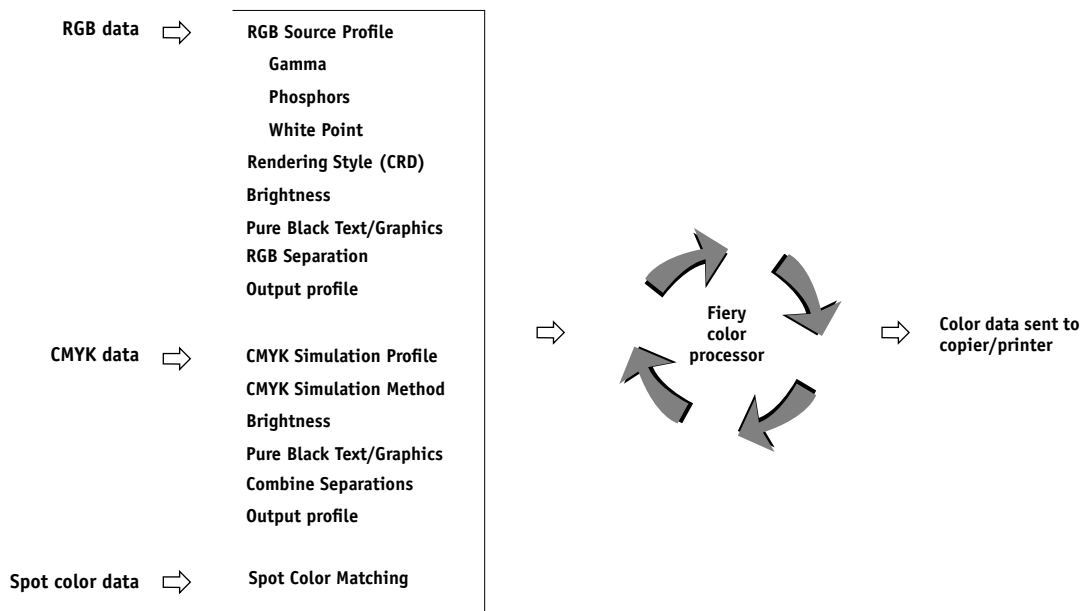 RGB data
RGB Source Profile
Gamma
Phosphors
White Point
Rendering Style (CRD)
Brightness
Pure Black Text/Graphics
RGB Separation
Output profile
CMYK data
CMYK Simulation Profile
CMYK Simulation Method
Brightness
Pure Black Text/Graphics
Combine Separations
Output profile
Spot color data
Spot Color Matching
Fiery
color
processor
Color data sent to
copier/printer